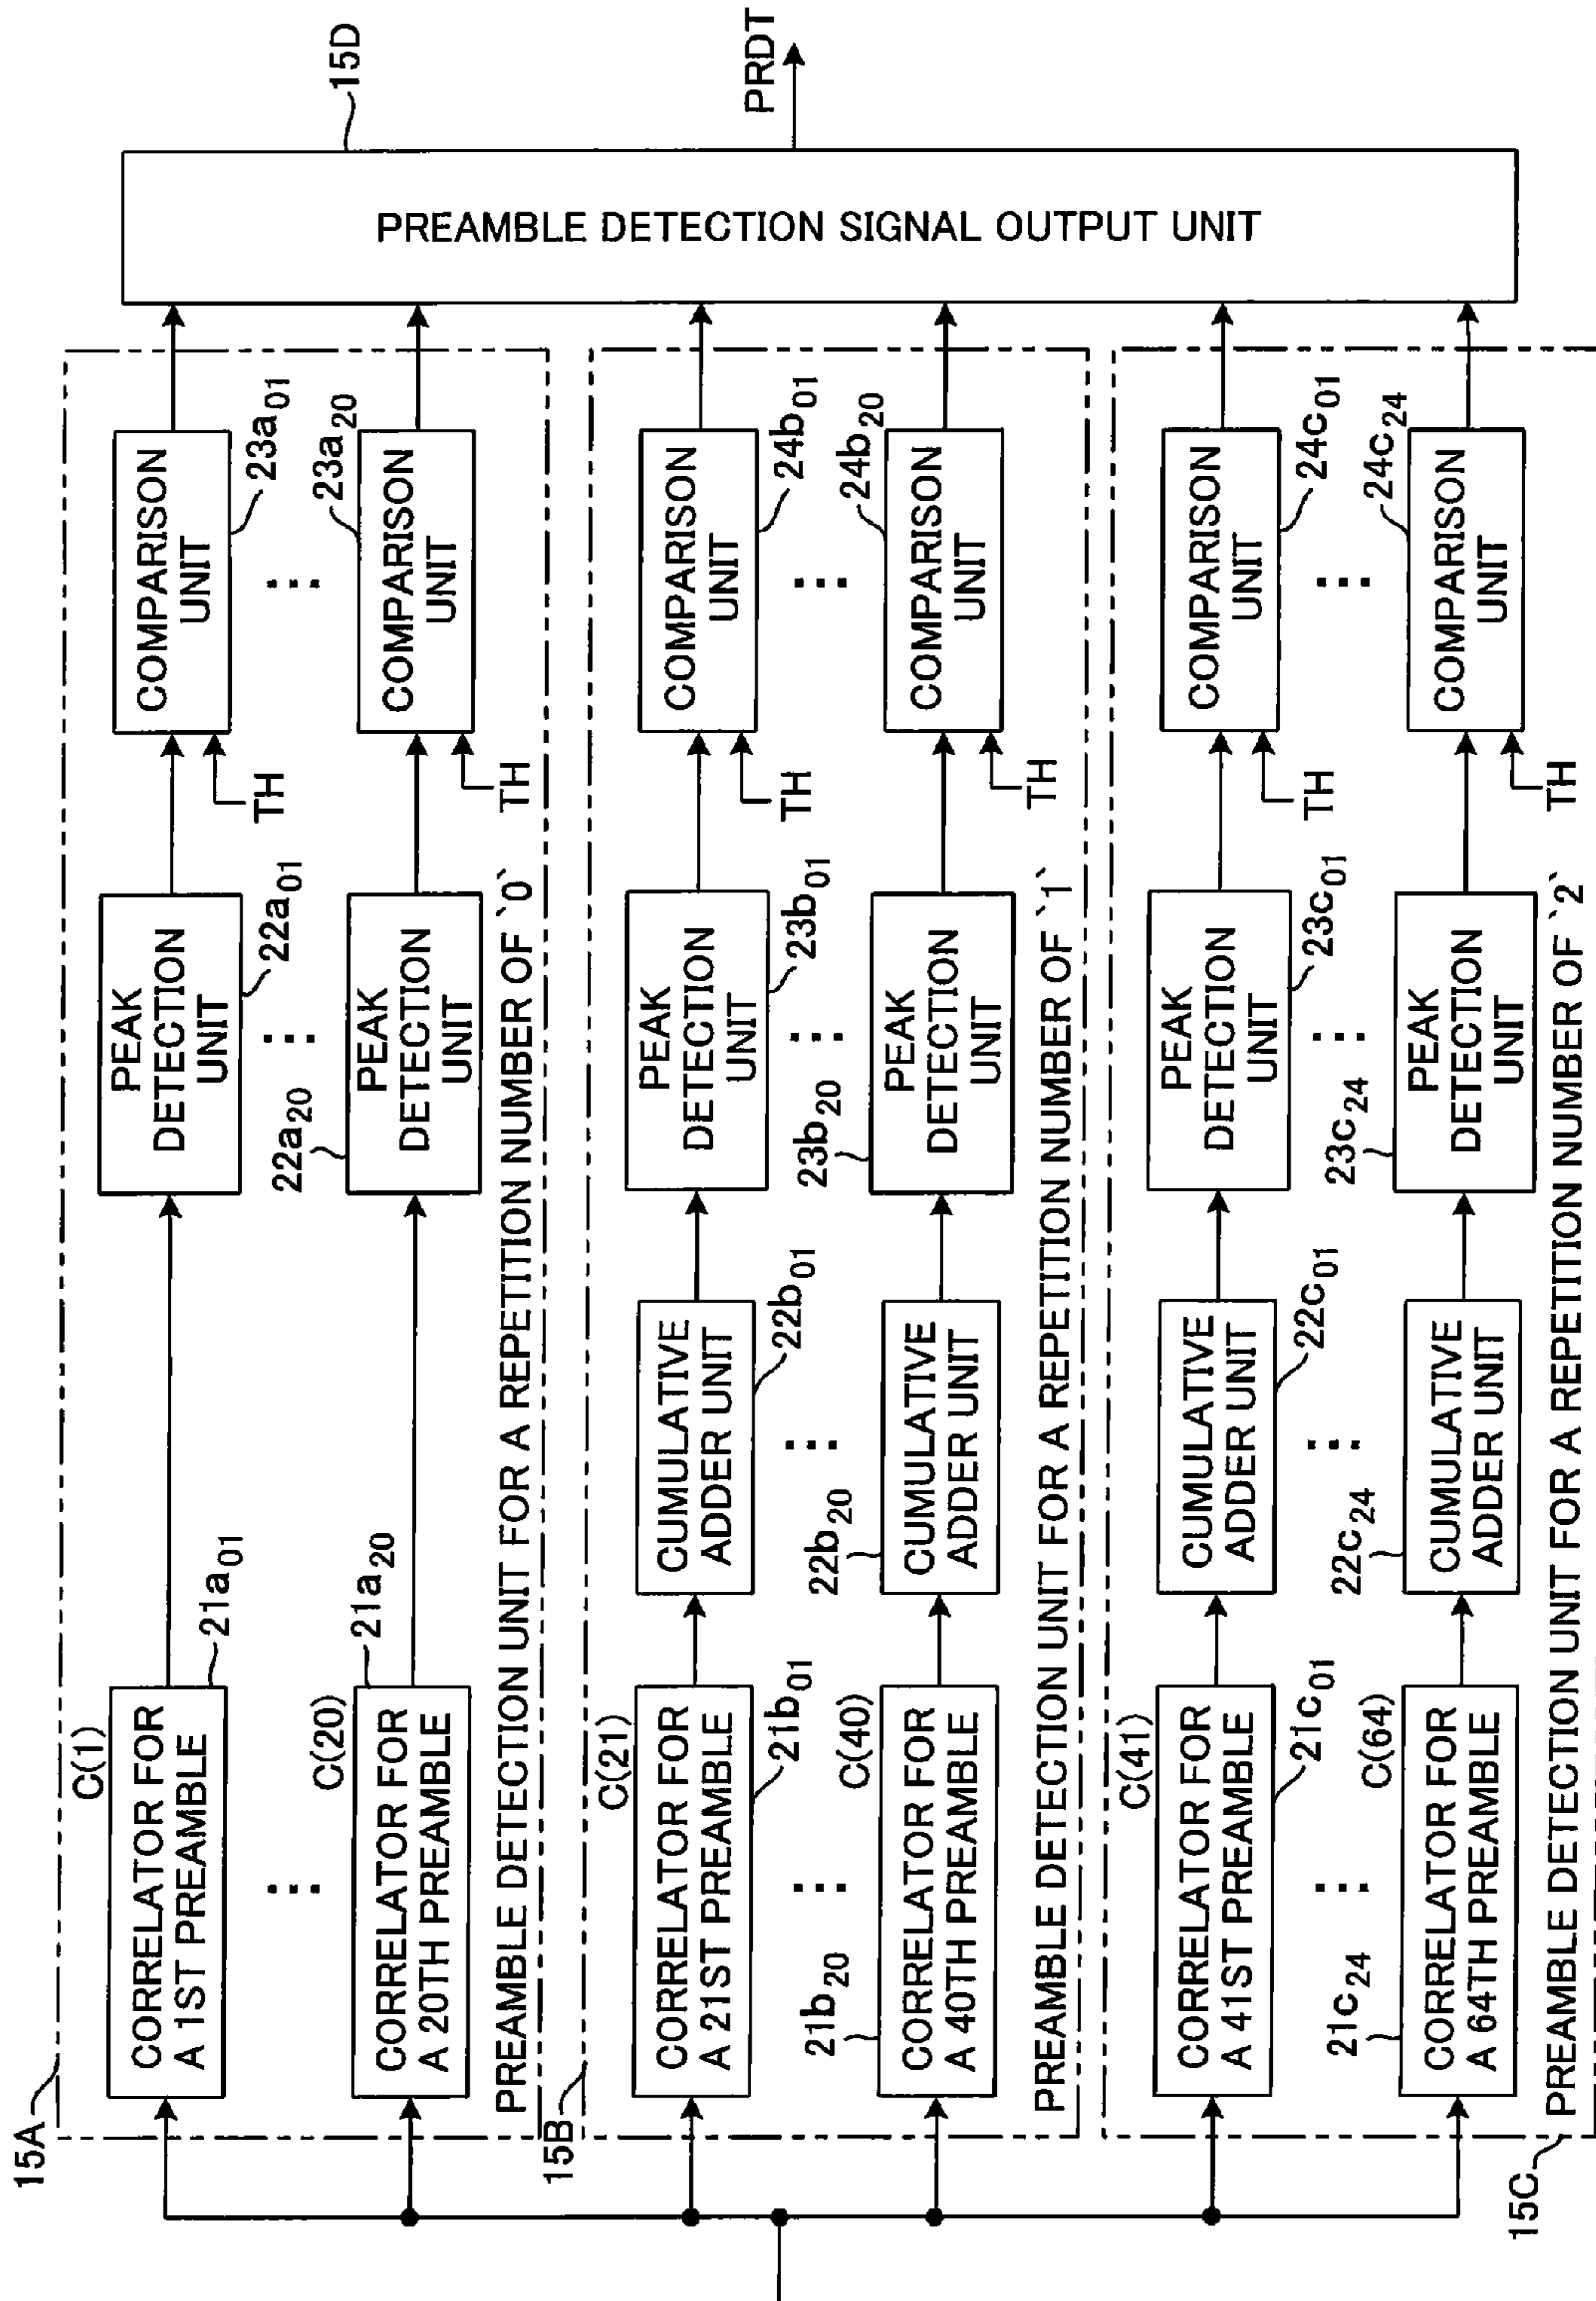 15A
C(1)
CORRELATOR FOR
A 1ST PREAMBLE
21a01
PEAK
DETECTION
UNIT
22a01
TH
COMPARISON
UNIT
23a01
...
...
...
C(20)
CORRELATOR FOR
A 20TH PREAMBLE
21a20
22a20
PEAK
DETECTION
UNIT
TH
23a20
COMPARISON
UNIT
PREAMBLE DETECTION UNIT FOR A REPETITION NUMBER OF `0`
15B
C(21)
CORRELATOR FOR
A 21ST PREAMBLE
21b01
CUMULATIVE
ADDER UNIT
22b01
PEAK
DETECTION
UNIT
23b01
TH
COMPARISON
UNIT
24b01
...
...
...
...
21b20
C(40)
CORRELATOR FOR
A 40TH PREAMBLE
22b20
CUMULATIVE
ADDER UNIT
23b20
PEAK
DETECTION
UNIT
TH
24b20
COMPARISON
UNIT
PREAMBLE DETECTION UNIT FOR A REPETITION NUMBER OF `1`
C(41)
CORRELATOR FOR
A 41ST PREAMBLE
21c01
CUMULATIVE
ADDER UNIT
22c01
PEAK
DETECTION
UNIT
23c01
TH
COMPARISON
UNIT
24c01
...
...
...
...
21c24
C(64)
CORRELATOR FOR
A 64TH PREAMBLE
22c24
CUMULATIVE
ADDER UNIT
23c24
PEAK
DETECTION
UNIT
TH
24c24
COMPARISON
UNIT
15C
PREAMBLE DETECTION UNIT FOR A REPETITION NUMBER OF `2`
15D
PREAMBLE DETECTION SIGNAL OUTPUT UNIT
PRDT